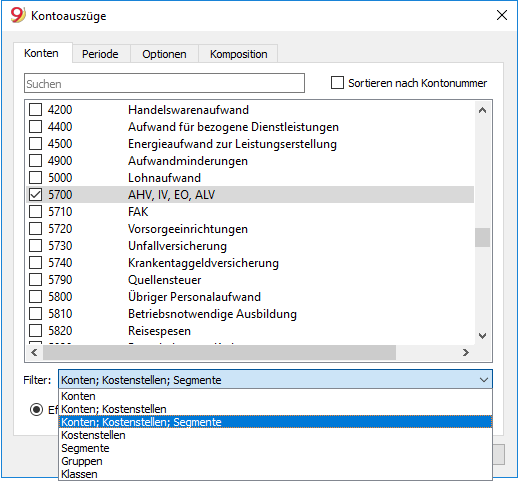 9 Kontoauszüge
Konten Periode Optionen Komposition
Suchen
Sortieren nach Kontonummer
4200 Handelswarenaufwand
4400 Aufwand für bezogene Dienstleistungen
4500 Energieaufwand zur Leistungserstellung
4900 Aufwandminderungen
5000 Lohnaufwand
5700 AHV, IV, EO, ALV
5710 FAK
5720 Vorsorgeeinrichtungen
5730 Unfallversicherung
5740 Krankentaggeldversicherung
5790 Quellensteuer
5800 Übriger Personalaufwand
5810 Betriebsnotwendige Ausbildung
5820 Reisespesen
Filter: Konten; Kostenstellen; Segmente
Konten
Konten; Kostenstellen
Konten; Kostenstellen; Segmente
Kostenstellen
Segmente
Gruppen
Klassen